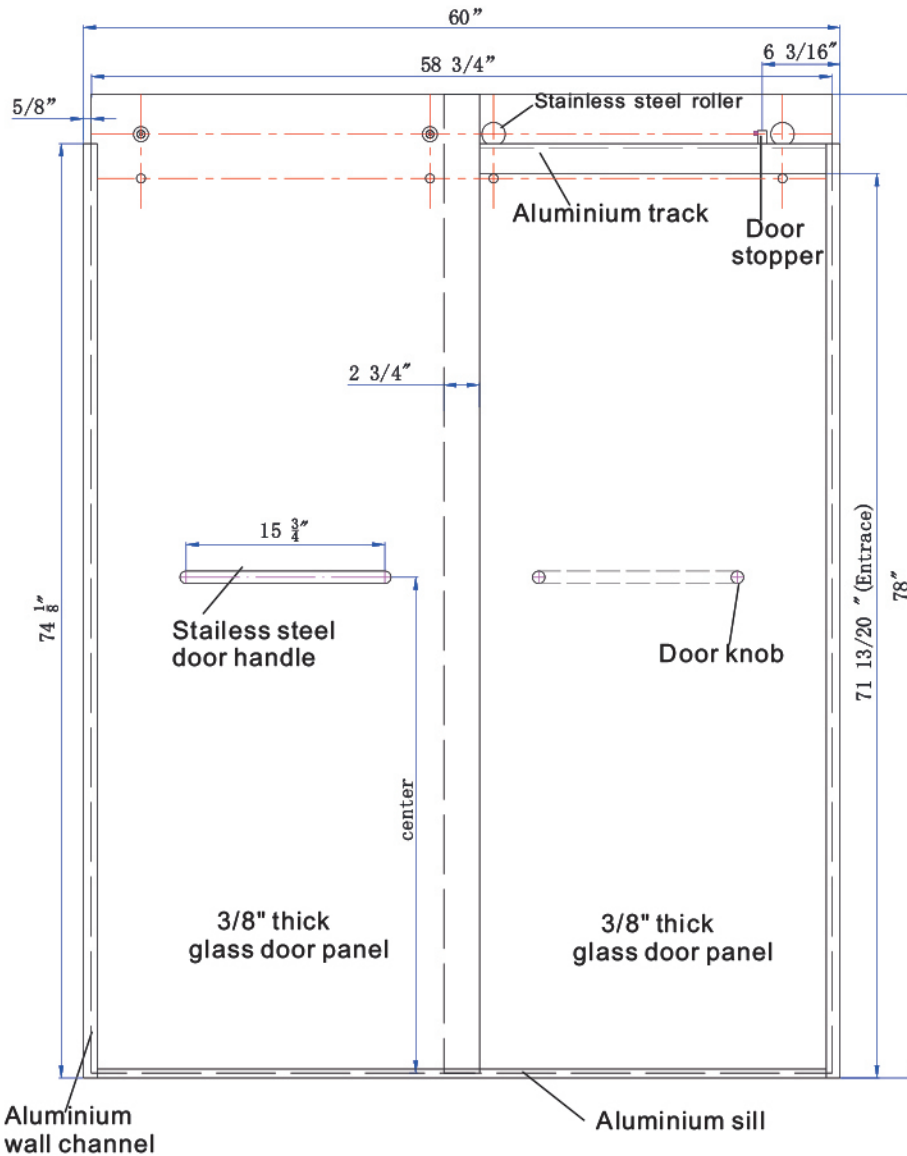 60″
6 3/16″
58 3/4″
5/8″
Stainless steel roller
Aluminium track
Door
stopper
2 3/4″
15 3/4″
74 1/8″
Stailess steel
door handle
Door knob
71 13/20 ″ (Entrace)
78″
center
3/8" thick
glass door panel
3/8" thick
glass door panel
Aluminium
wall channel
Aluminium sill